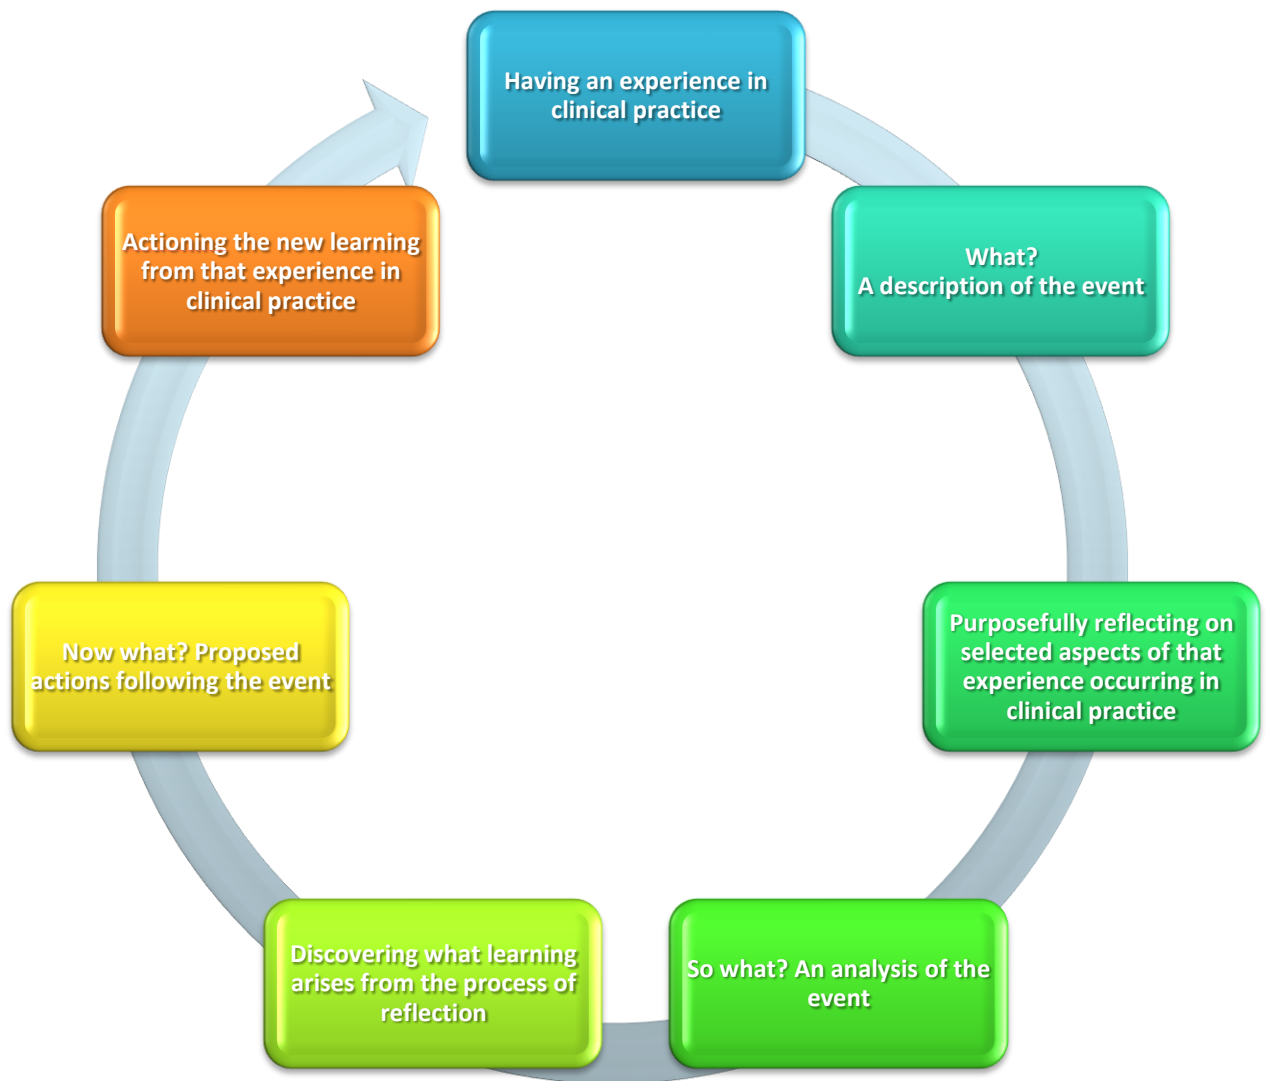 Having an experience in
clinical practice
What?
A description of the event
Purposefully reflecting on
selected aspects of that
experience occurring in
clinical practice
So what? An analysis of the
event
Discovering what learning
arises from the process of
reflection
Now what? Proposed
actions following the event
Actioning the new learning
from that experience in
clinical practice